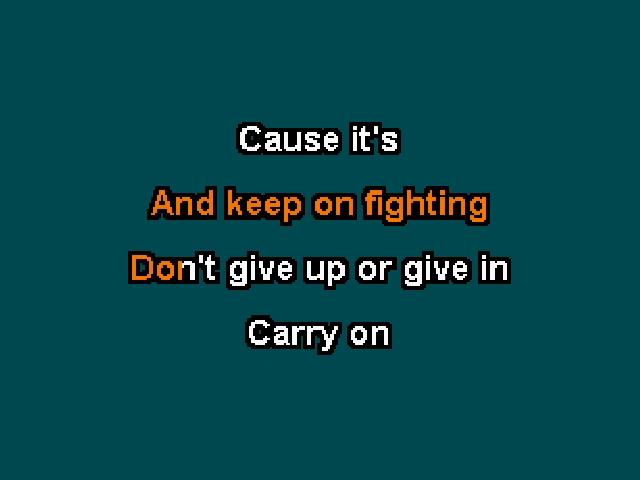 Cause it's
And keep on fighting
Don't give up or give in
Carry on